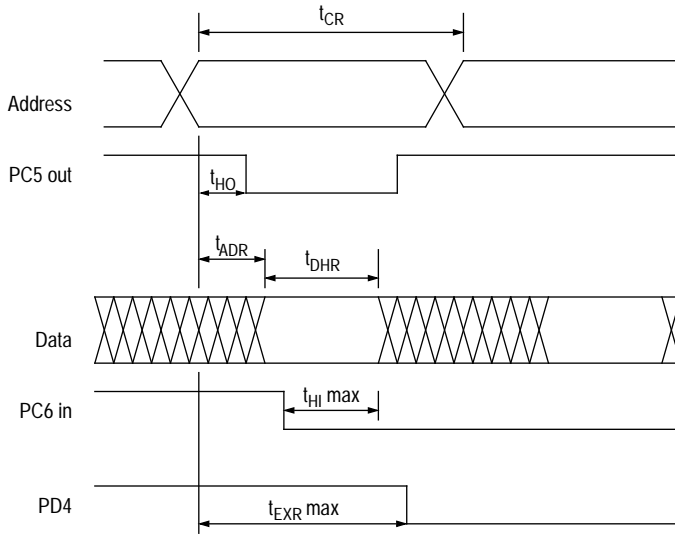 tCR
Address
PC5 out
tHO
tADR
tDHR
Data
PC6 in
tHI max
PD4
tEXR max